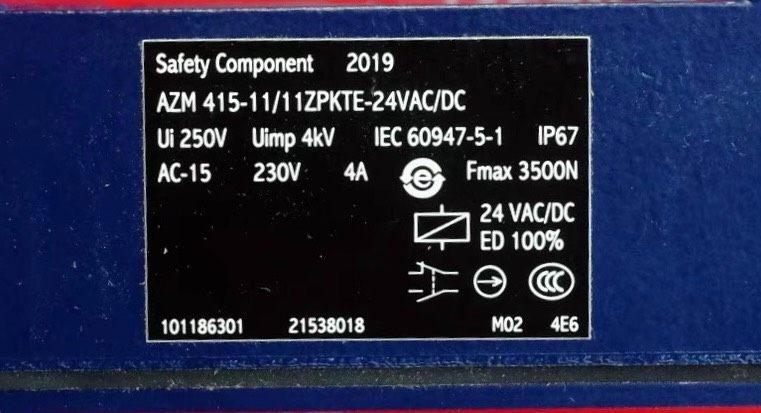 Safety Component 2019
AZM 415-11/11ZPKTE-24VAC/DC
Ui 250V Uimp 4kV IEC 60947-5-1 IP67
AC-15 230V 4A e Fmax 3500N
24 VAC/DC
ED 100%
CCC
101186301 21538018 M02 4E6